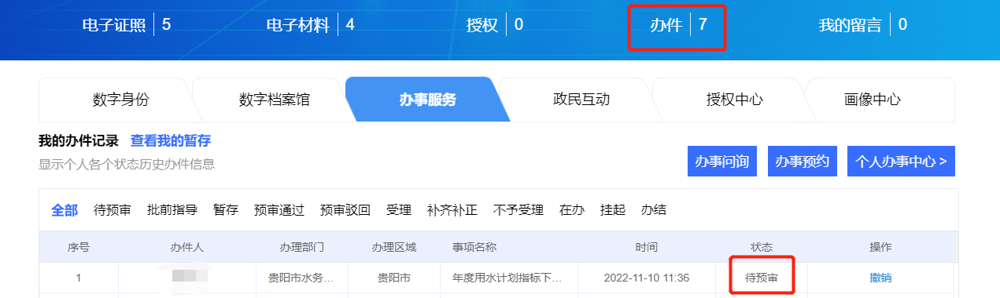 电子证照 5 电子材料 4 授权 0 办件 7 我的留言 0
数字身份 数字档案馆 办事服务 政民互动 授权中心 画像中心
我的办件记录 查看我的暂存
显示个人各个状态历史办件信息
办事问询 办事预约 个人办事中心 >
全部 待预审 批前指导 暂存 预审通过 预审驳回 受理 补齐补正 不予受理 在办 挂起 办结
序号 办件人 办理部门 办理区域 事项名称 时间 状态 操作
1 贵阳市水务... 贵阳市 年度用水计划指标下... 2022-11-10 11:36 待预审 撤销